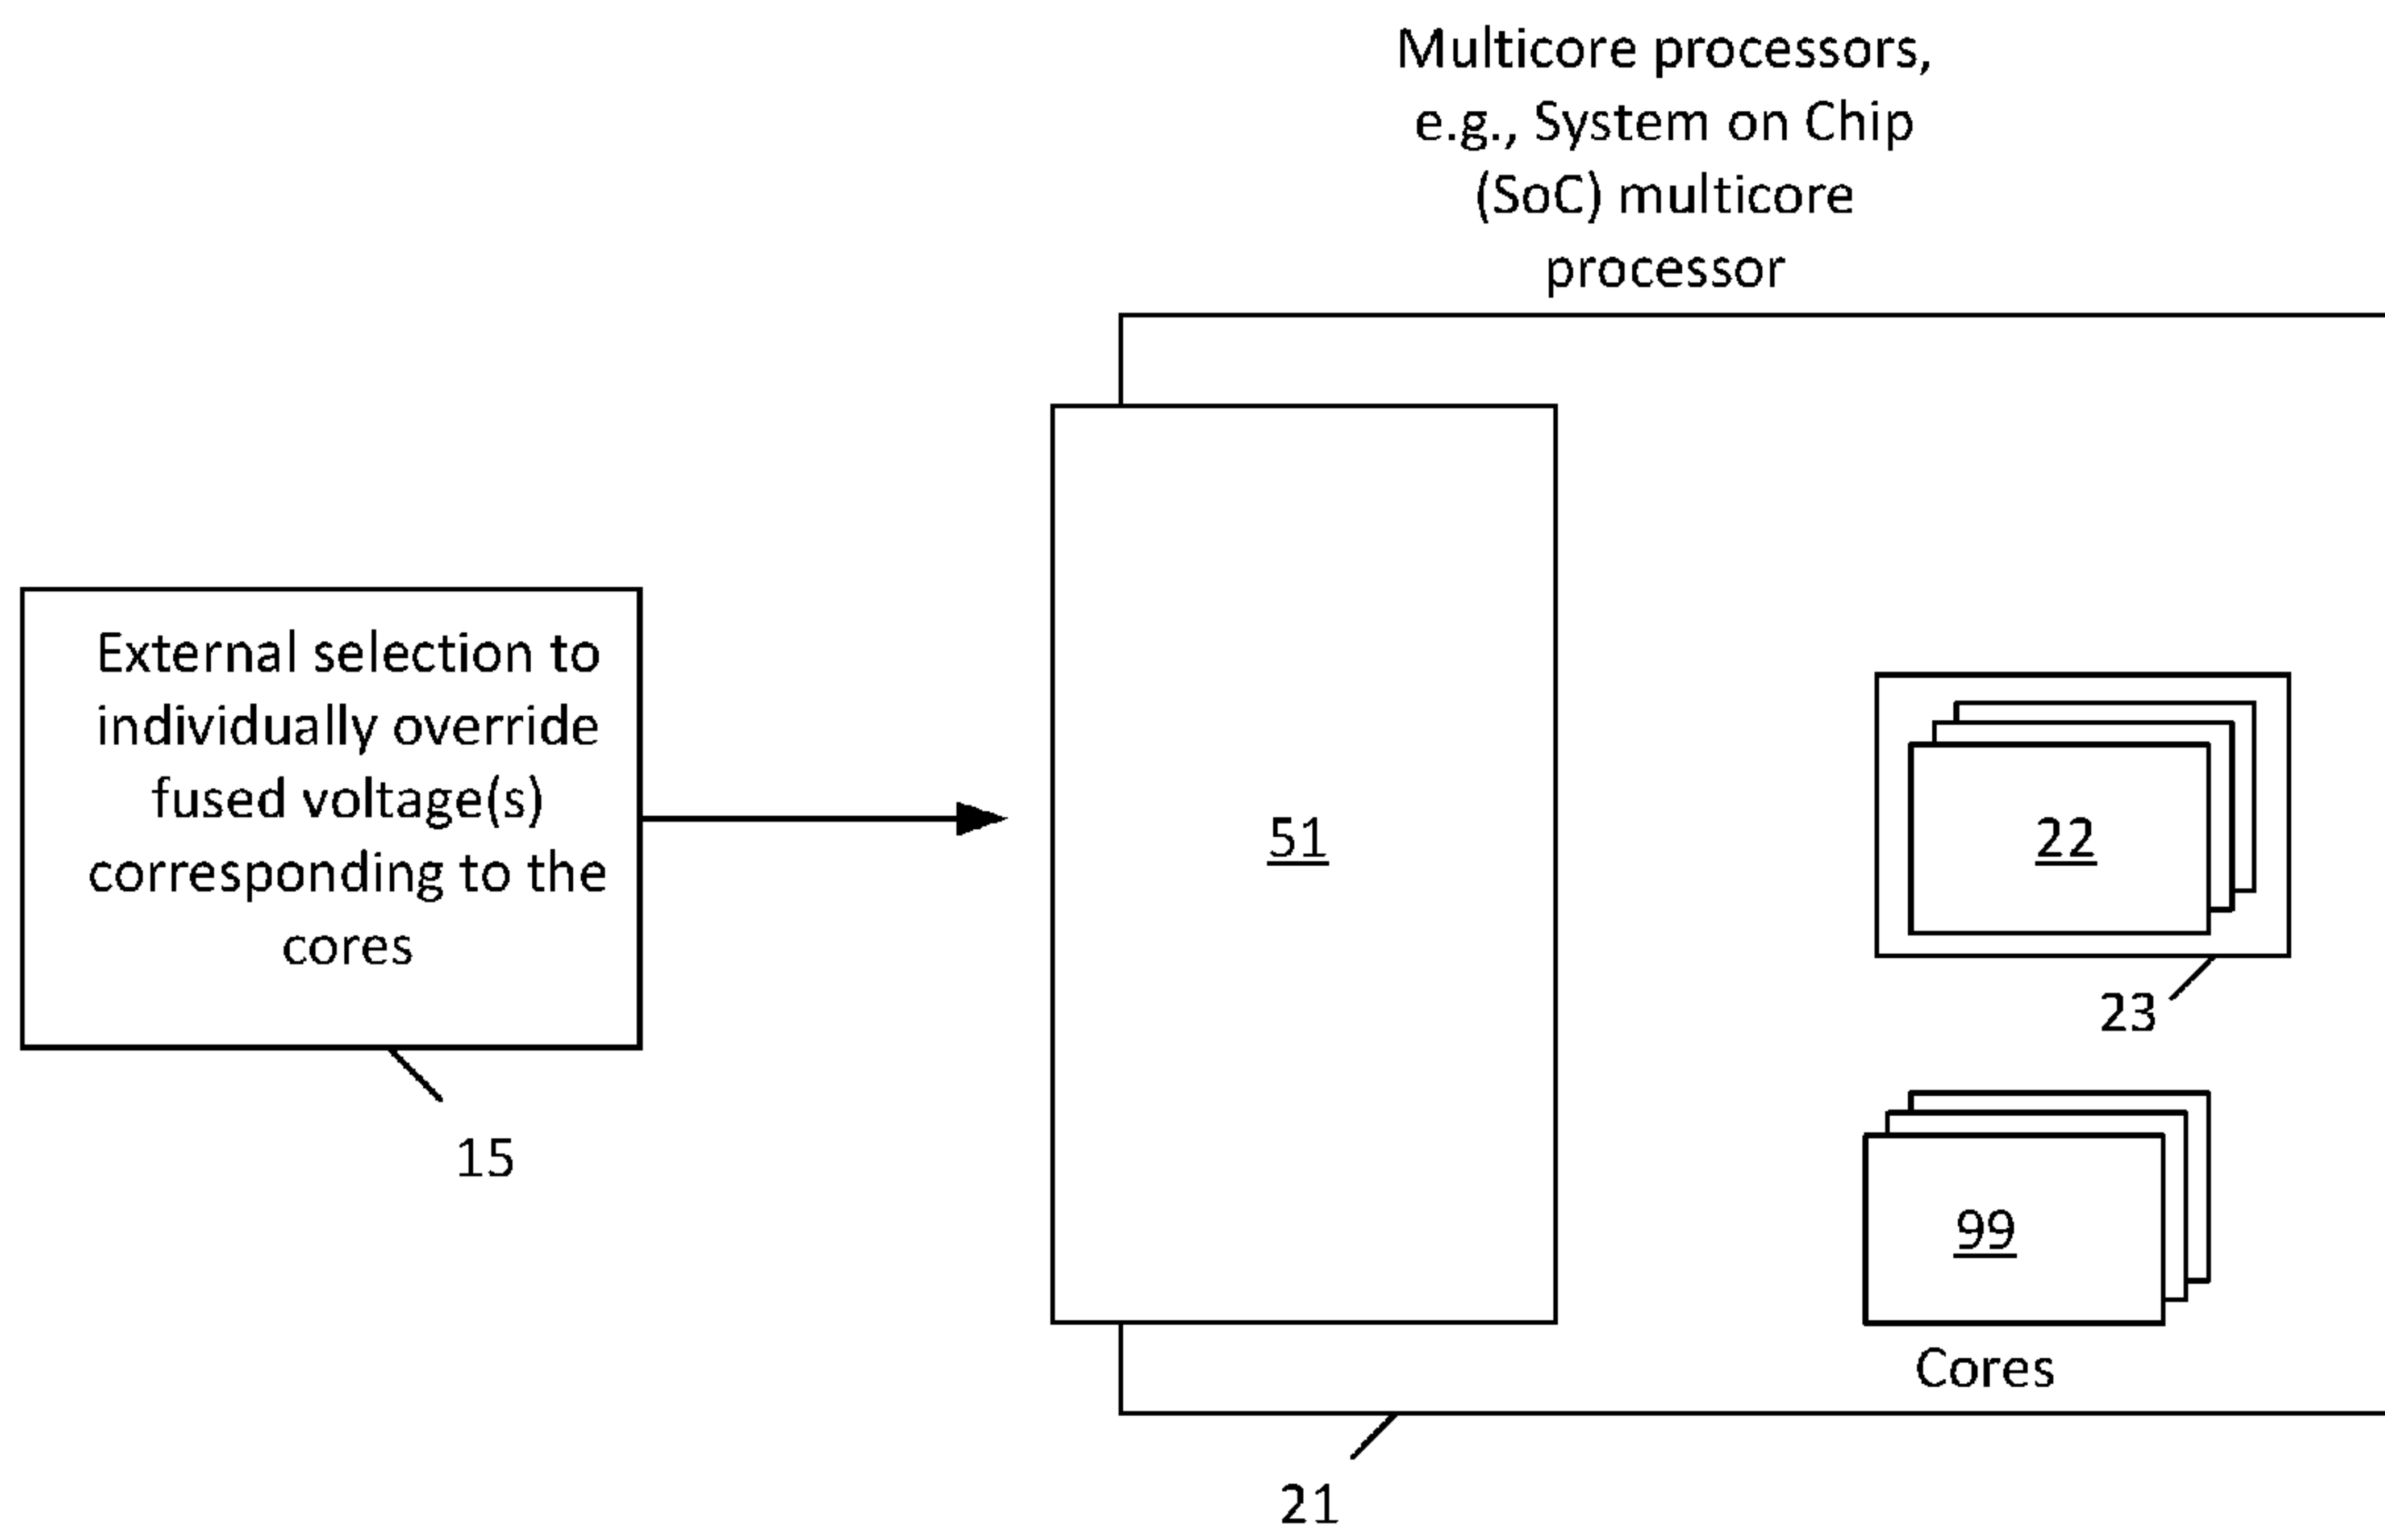 Multicore processors,
e.g., System on Chip
(SoC) multicore
processor
External selection to
individually override
fused voltage(s)
corresponding to the
cores
15
51
22
23
99
Cores
21